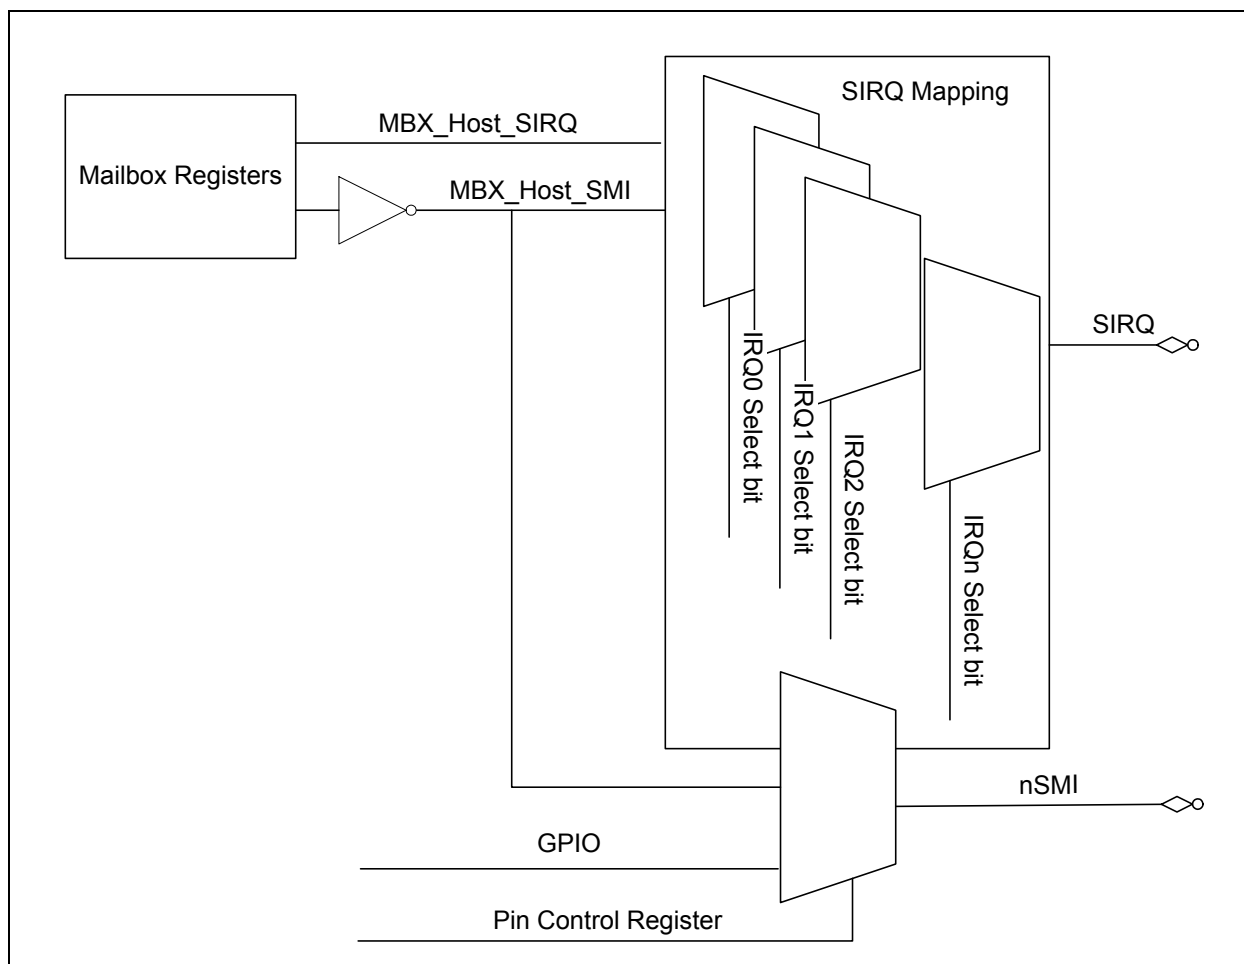 SIRQ Mapping
MBX_Host_SIRQ
Mailbox Registers
MBX_Host_SMI
SIRQ
IRQ0 Select bit
IRQ1 Select bit
IRQ2 Select bit
IRQn Select bit
nSMI
GPIO
Pin Control Register